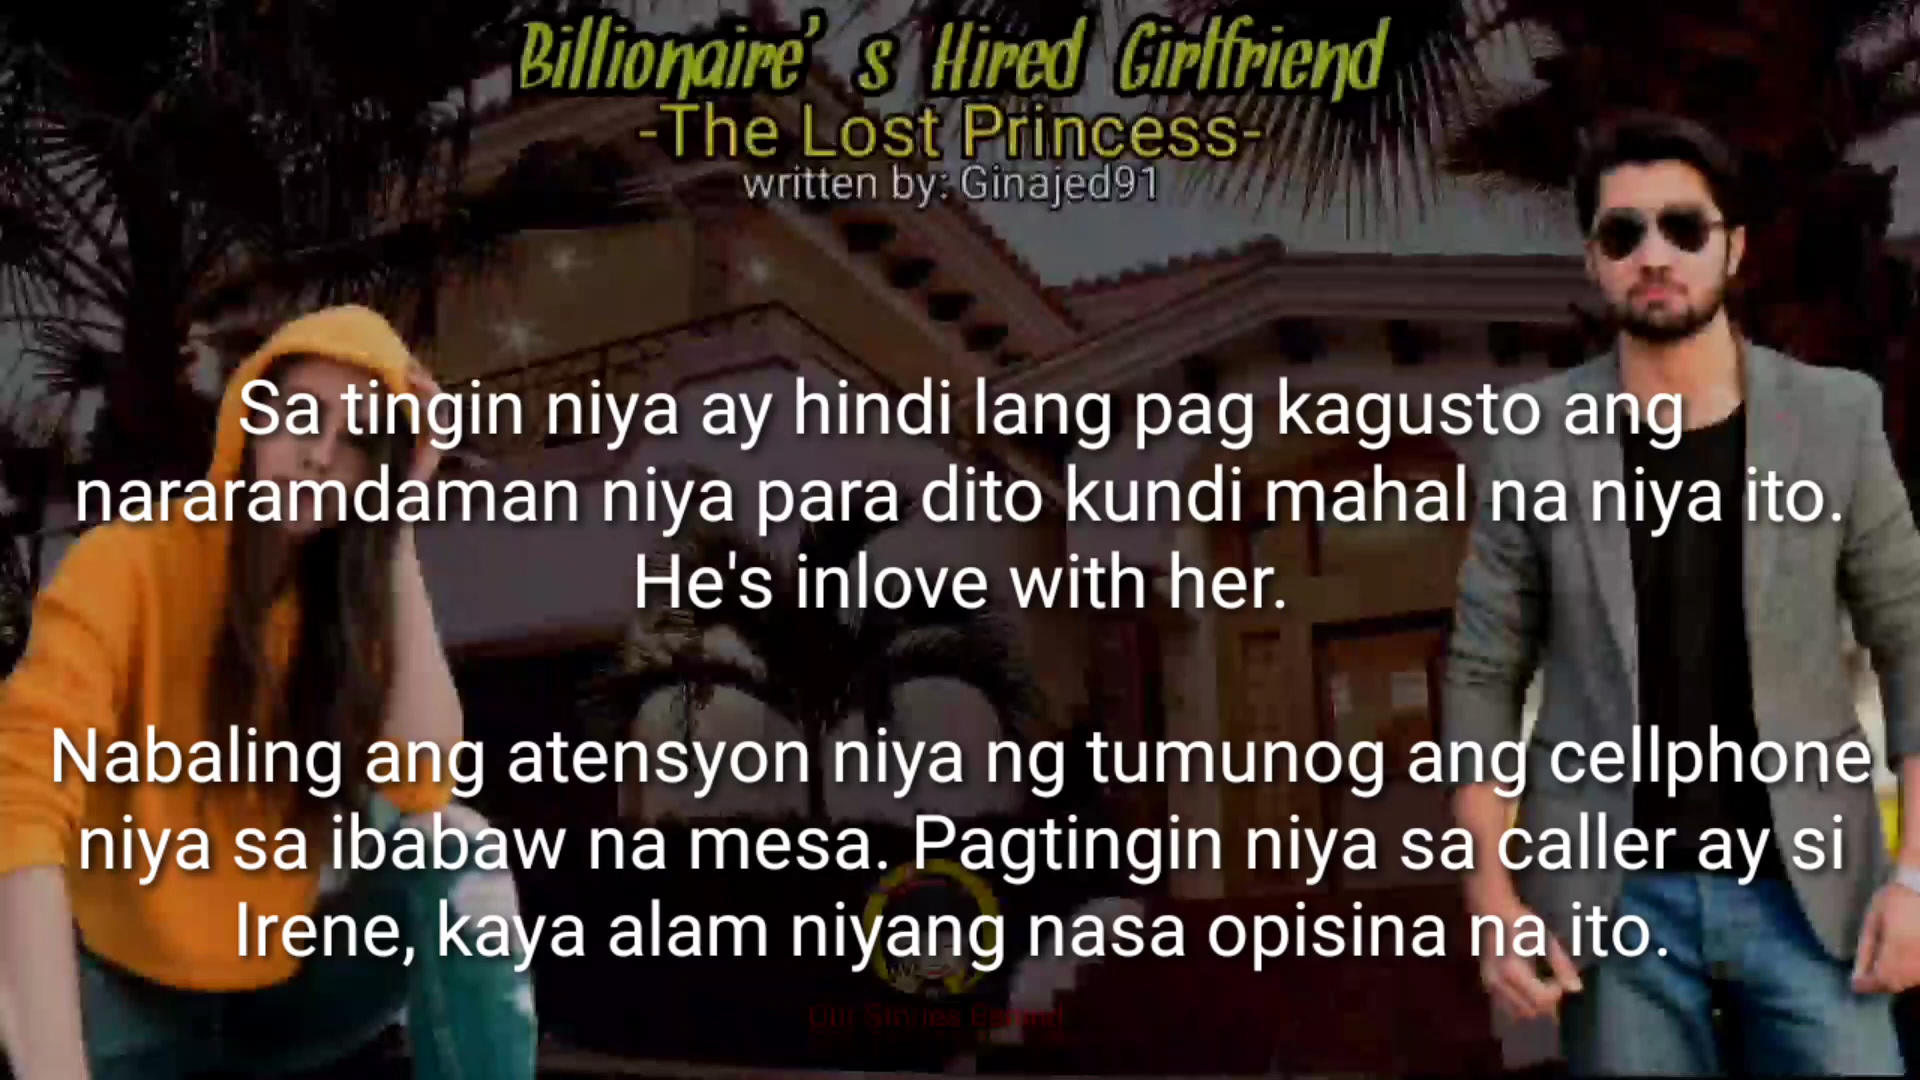 Billionaire' s Hired Girlfriend
-The Lost Princess-
written by: Ginajed91
Sa tingin niya ay hindi lang pag kagusto ang
nararamdaman niya para dito kundi mahal na niya ito.
He's inlove with her.
Nabaling ang atensyon niya ng tumunog ang cellphone
niya sa ibabaw na mesa. Pagtingin niya sa caller ay si
Irene, kaya alam niyang nasa opisina na ito.